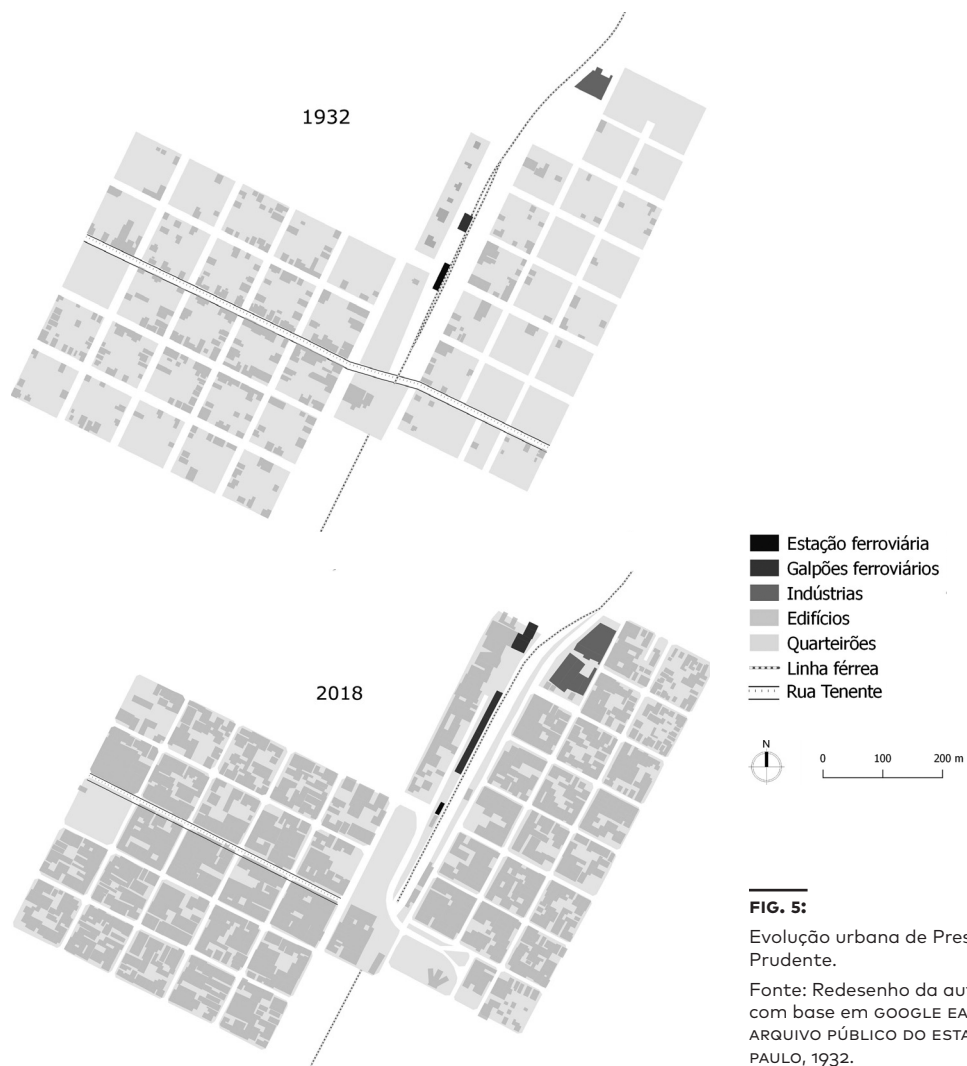 1932
2018
Estação ferroviária
Galpões ferroviários
Indústrias
Edifícios
Quarteirões
Linha férrea
Rua Tenente
N
0 100 200 m
FIG. 5:
Evolução urbana de Pres
Prudente.
Fonte: Redesenho da au
com base em GOOGLE EA
ARQUIVO PÚBLICO DO ESTA
PAULO, 1932.